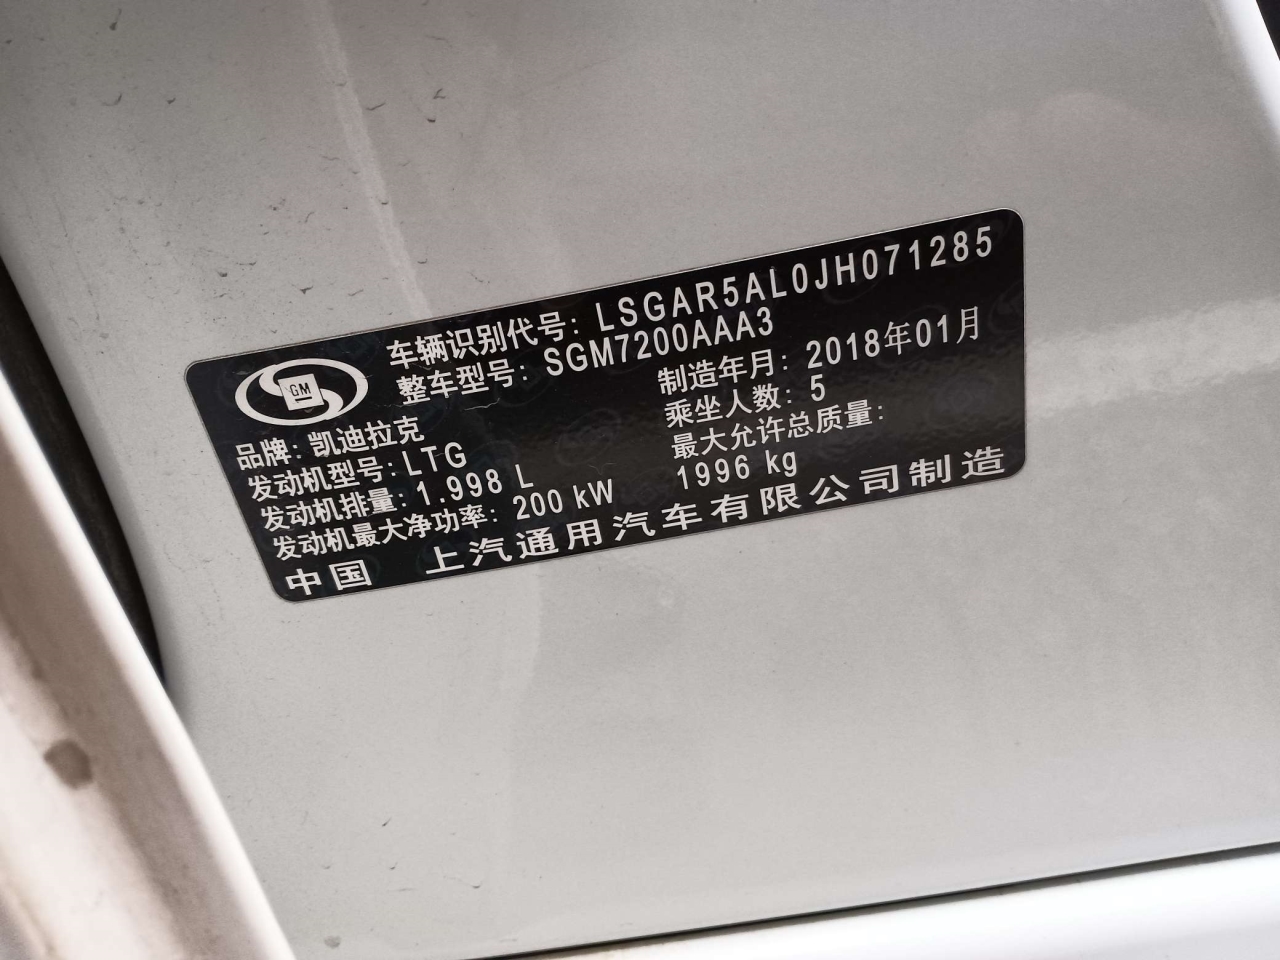 车辆识别代号: LSGAR5AL0JH071285
整车型号: SGM7200AAA3
GM
品牌: 凯迪拉克
制造年月: 2018年01月
发动机型号: LTG
乘坐人数: 5
发动机排量: 1.998 L
最大允许总质量:
1996 kg
发动机最大净功率: 200 kW
中国 上汽通用汽车有限公司制造